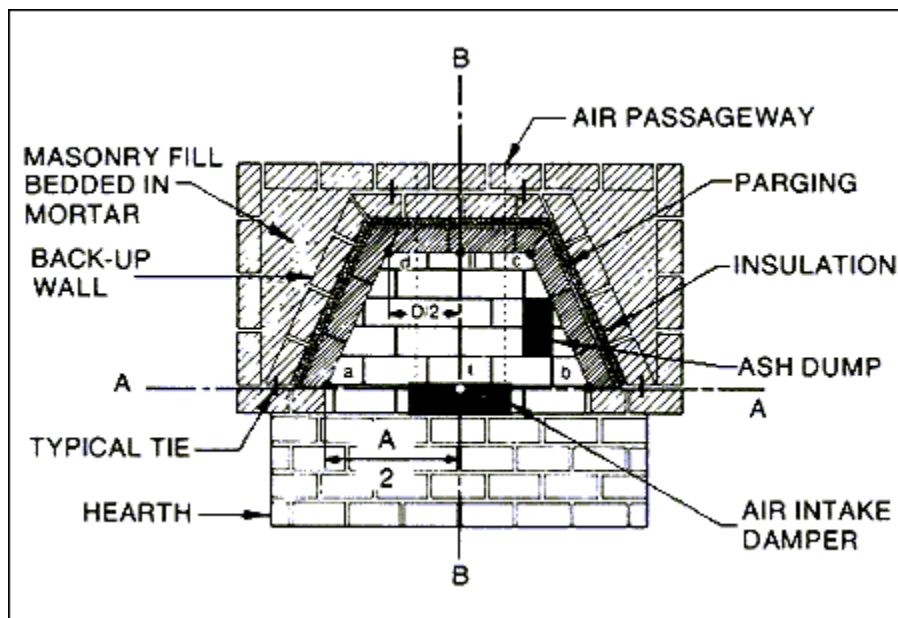 B
AIR PASSAGEWAY
MASONRY FILL
BEDDED IN
MORTAR
PARGING
BACK-UP
WALL
INSULATION
d
c
D/2
ASH DUMP
a
b
A
A
TYPICAL TIE
A
2
HEARTH
AIR INTAKE
DAMPER
B